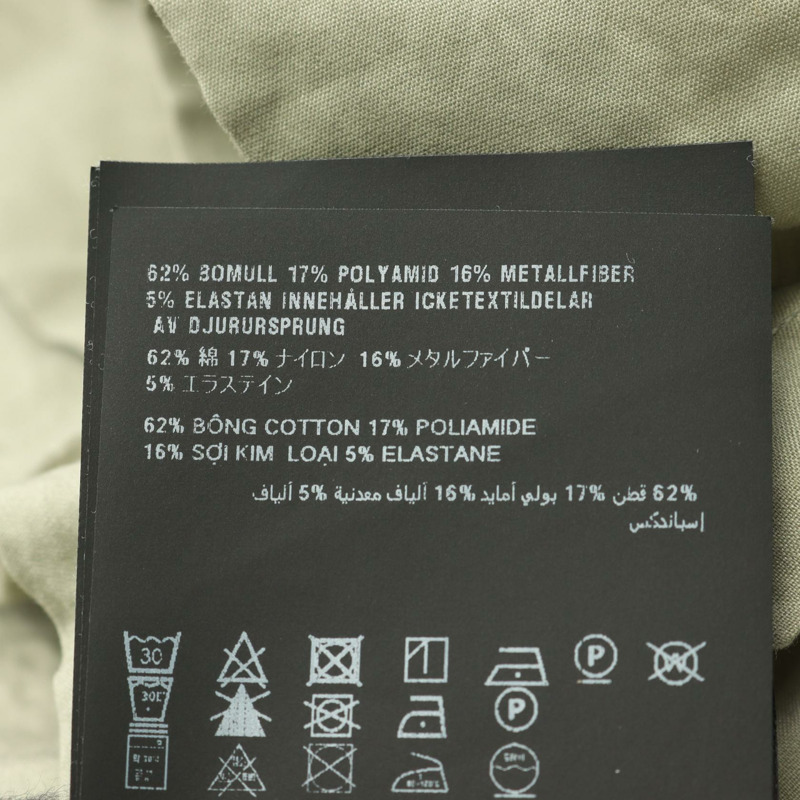 62% BOMULL 17% POLYAMID 16% METALLFIBER
5% ELASTAN INNEHÅLLER ICKETEXTILDELAR
AV DJURURSPRUNG
62% 綿 17% ナイロン 16% メタルファイバー
5% エラステイン
62% BÔNG COTTON 17% POLIAMIDE
16% SỢI KIM LOẠI 5% ELASTANE
62% قطن 17% بولي أمايد 16% ألياف معدنية 5% ألياف
إسباندكس
30
P
W
30C
P